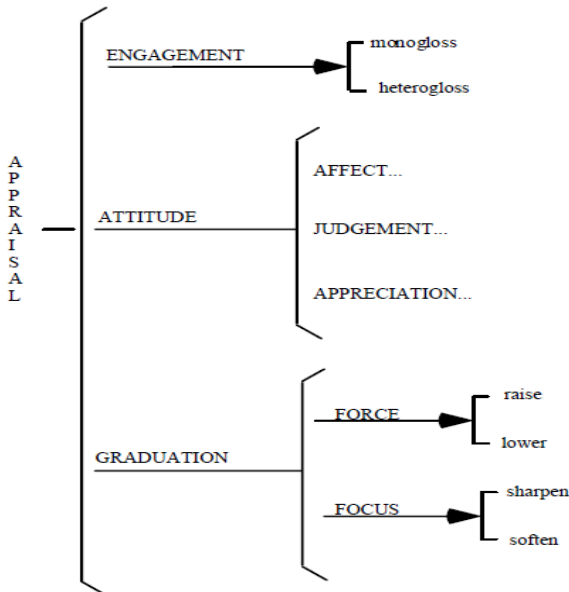 APPRAISAL
ENGAGEMENT
monogloss
heterogloss
ATTITUDE
AFFECT...
JUDGEMENT...
APPRECIATION...
GRADUATION
FORCE
raise
lower
FOCUS
sharpen
soften